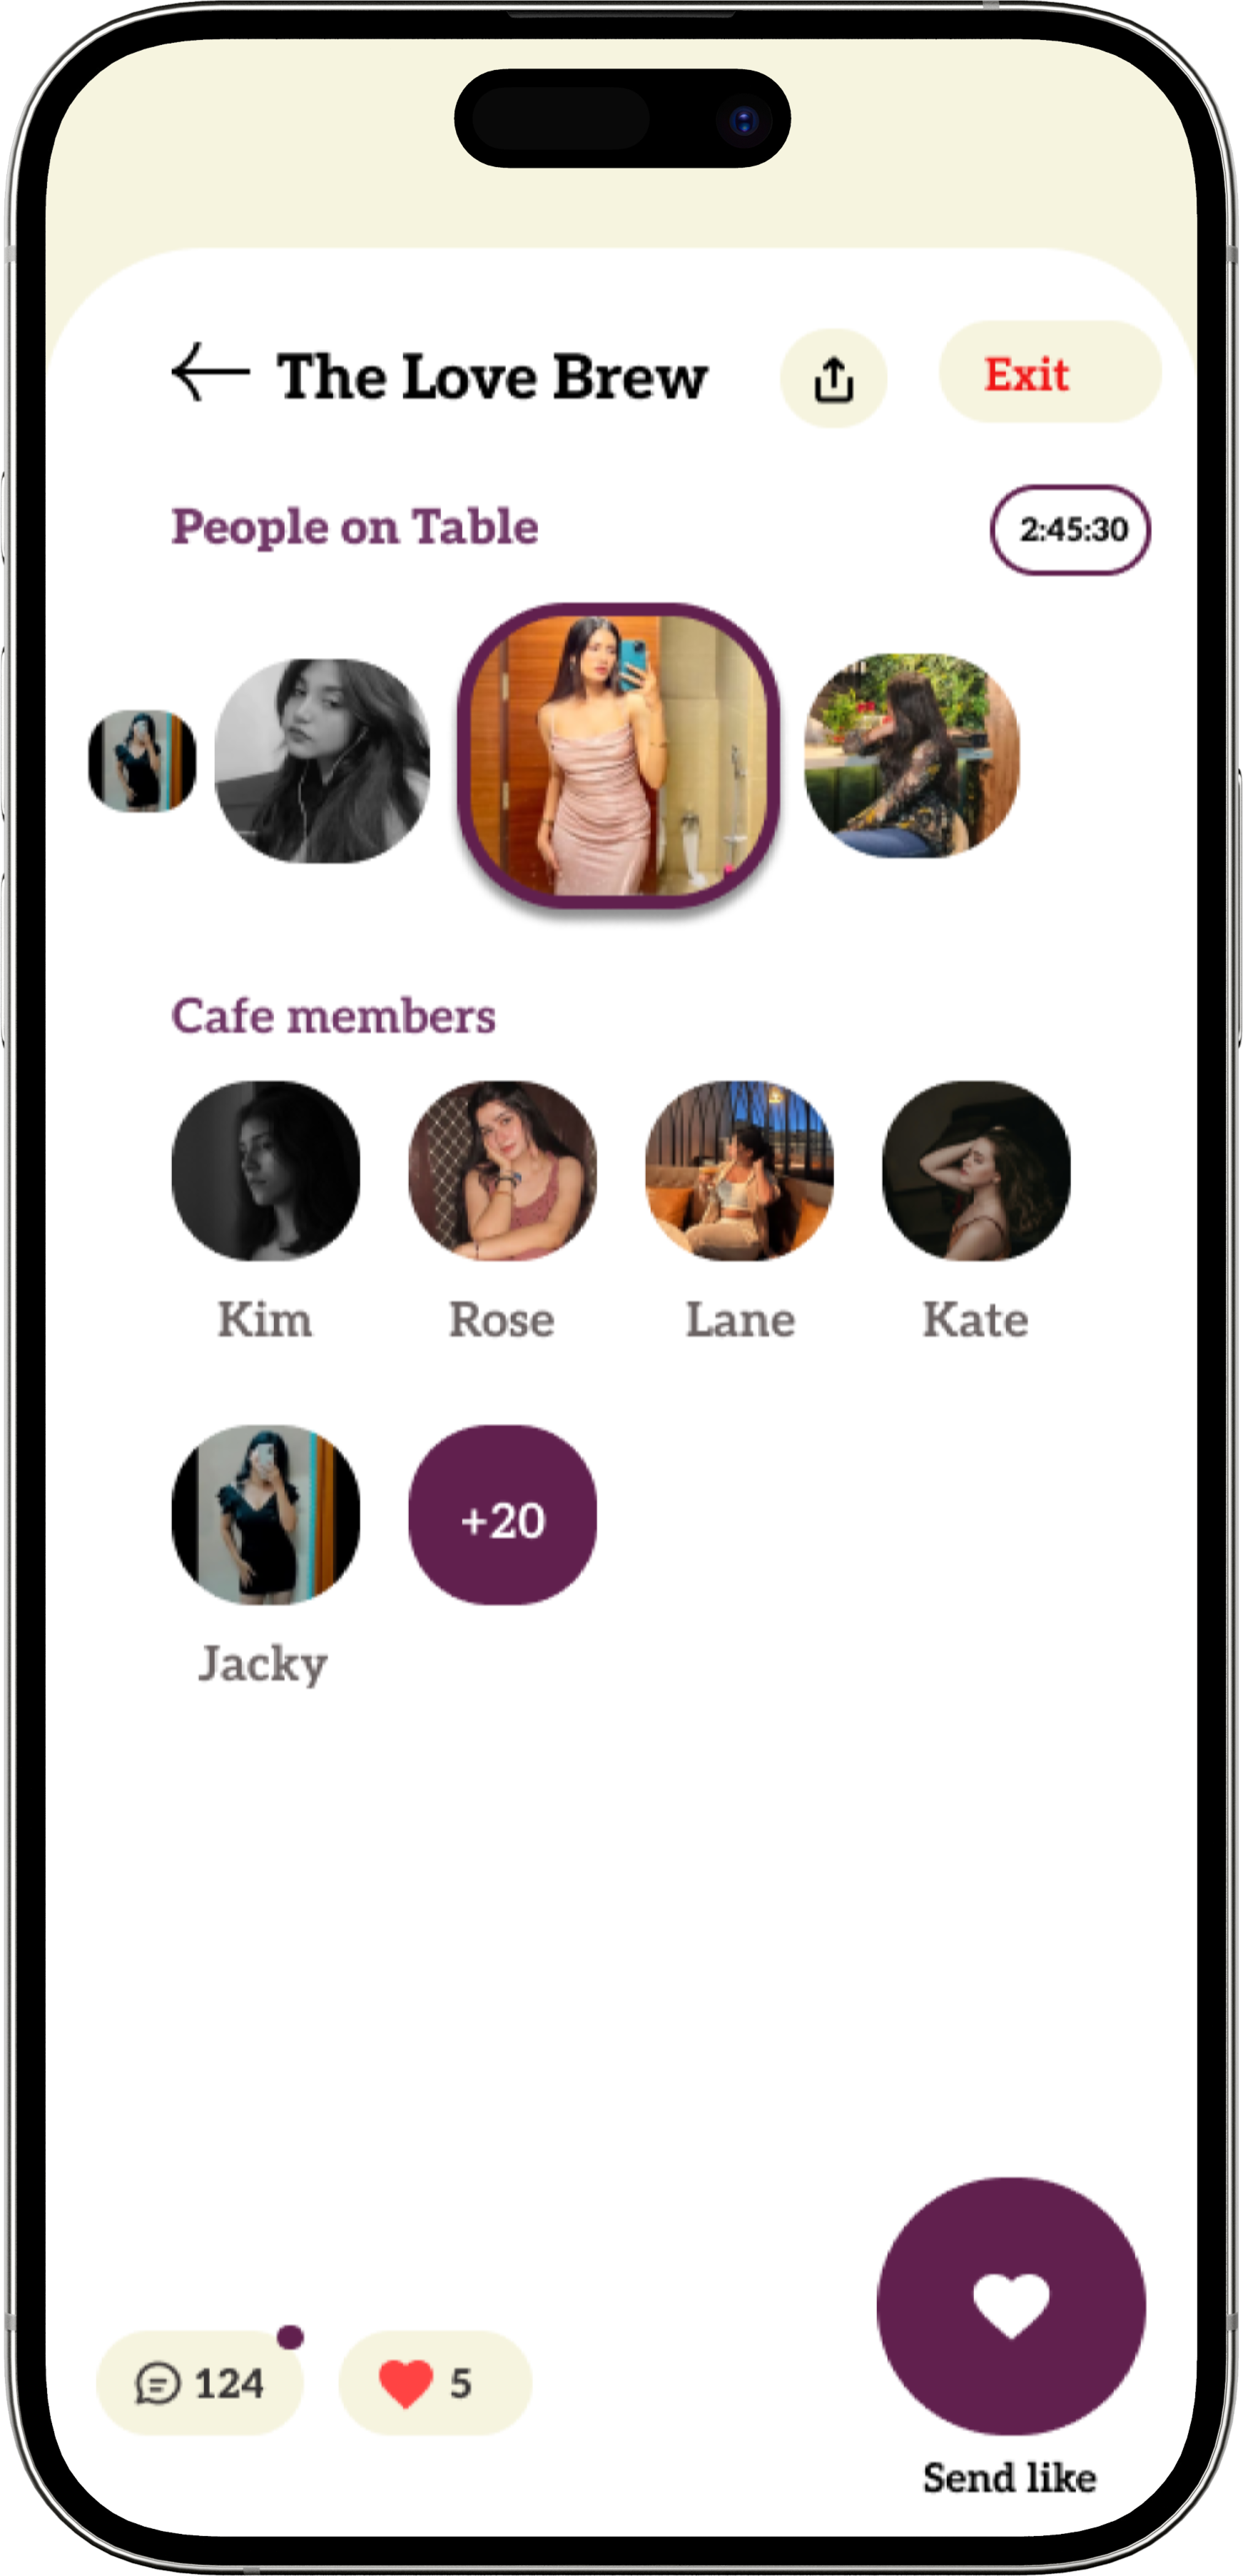 The Love Brew
Exit
People on Table
2:45:30
Cafe members
Kim
Rose
Lane
Kate
+20
Jacky
124
5
Send like